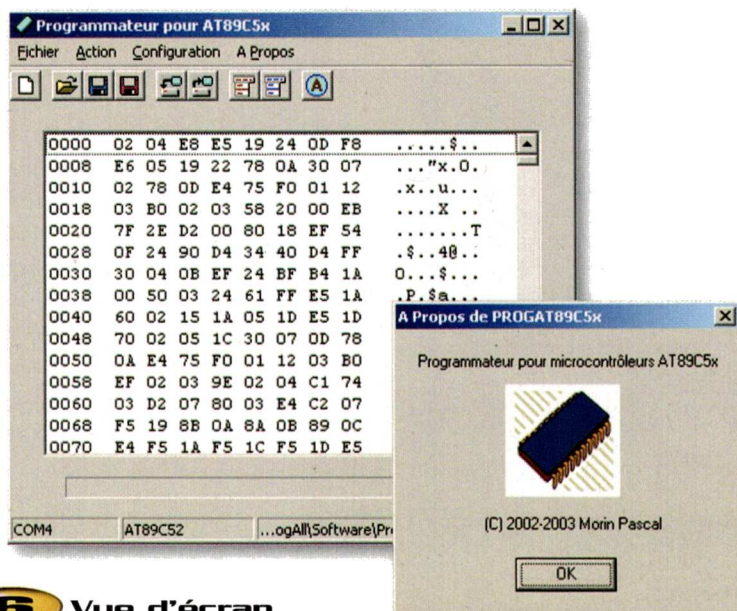 Programmateur pour AT89C5x
Fichier Action Configuration A Propos
0000 02 04 E8 E5 19 24 0D F8 .....$..
0008 E6 05 19 22 78 0A 30 07 ..."x.0.
0010 02 78 0D E4 75 F0 01 12 .x..u...
0018 03 B0 02 03 58 20 00 EB ....X ..
0020 7F 2E D2 00 80 18 EF 54 .......T
0028 0F 24 90 D4 34 40 D4 FF .$..4@..
0030 30 04 0B EF 24 BF B4 1A 0...$...
0038 00 50 03 24 61 FF E5 1A .P.$a...
0040 60 02 15 1A 05 1D E5 1D
0048 70 02 05 1C 30 07 0D 78
0050 0A E4 75 F0 01 12 03 B0
0058 EF 02 03 9E 02 04 C1 74
0060 03 D2 07 80 03 E4 C2 07
0068 F5 19 8B 0A 8A 0B 89 0C
0070 E4 F5 1A F5 1C F5 1D E5
COM4 AT89C52 ...ogAll\Software\Pr
A Propos de PROGAT89C5x
Programmateur pour microcontrôleurs AT89C5x
(C) 2002-2003 Morin Pascal
OK
6 Vue d'écran